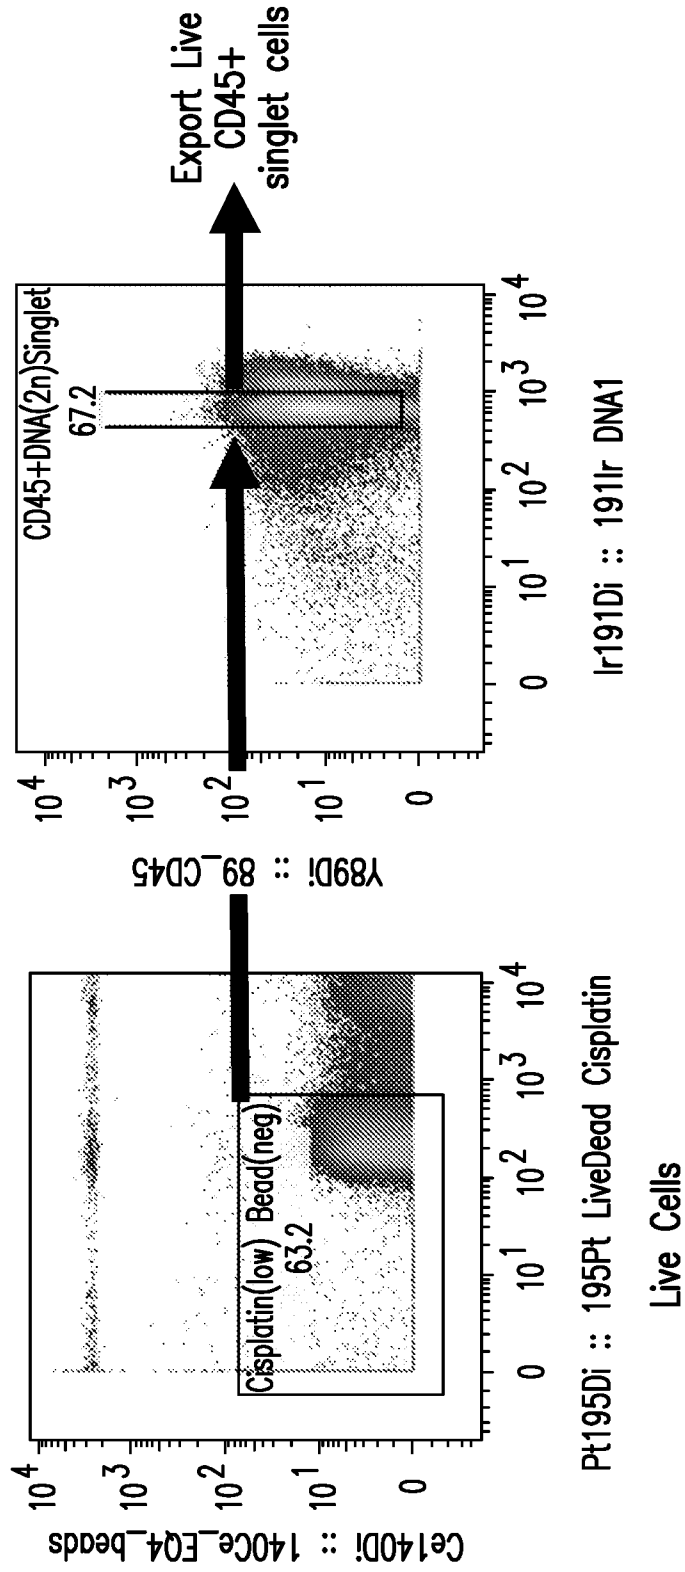 10^4
10^3
10^2
10^1
0
Ce140Di :: 140Ce_EQ4_beads
Cisplatin(low) Bead(neg)
63.2
0
10^1
10^2
10^3
10^4
Pt195Di :: 195Pt LiveDead Cisplatin
Live Cells
10^4
10^3
10^2
10^1
0
Y89Di :: 89_CD45
CD45+DNA(2n)Singlet
67.2
0
10^1
10^2
10^3
10^4
Ir191Di :: 191Ir DNA1
Export Live
CD45+
singlet cells